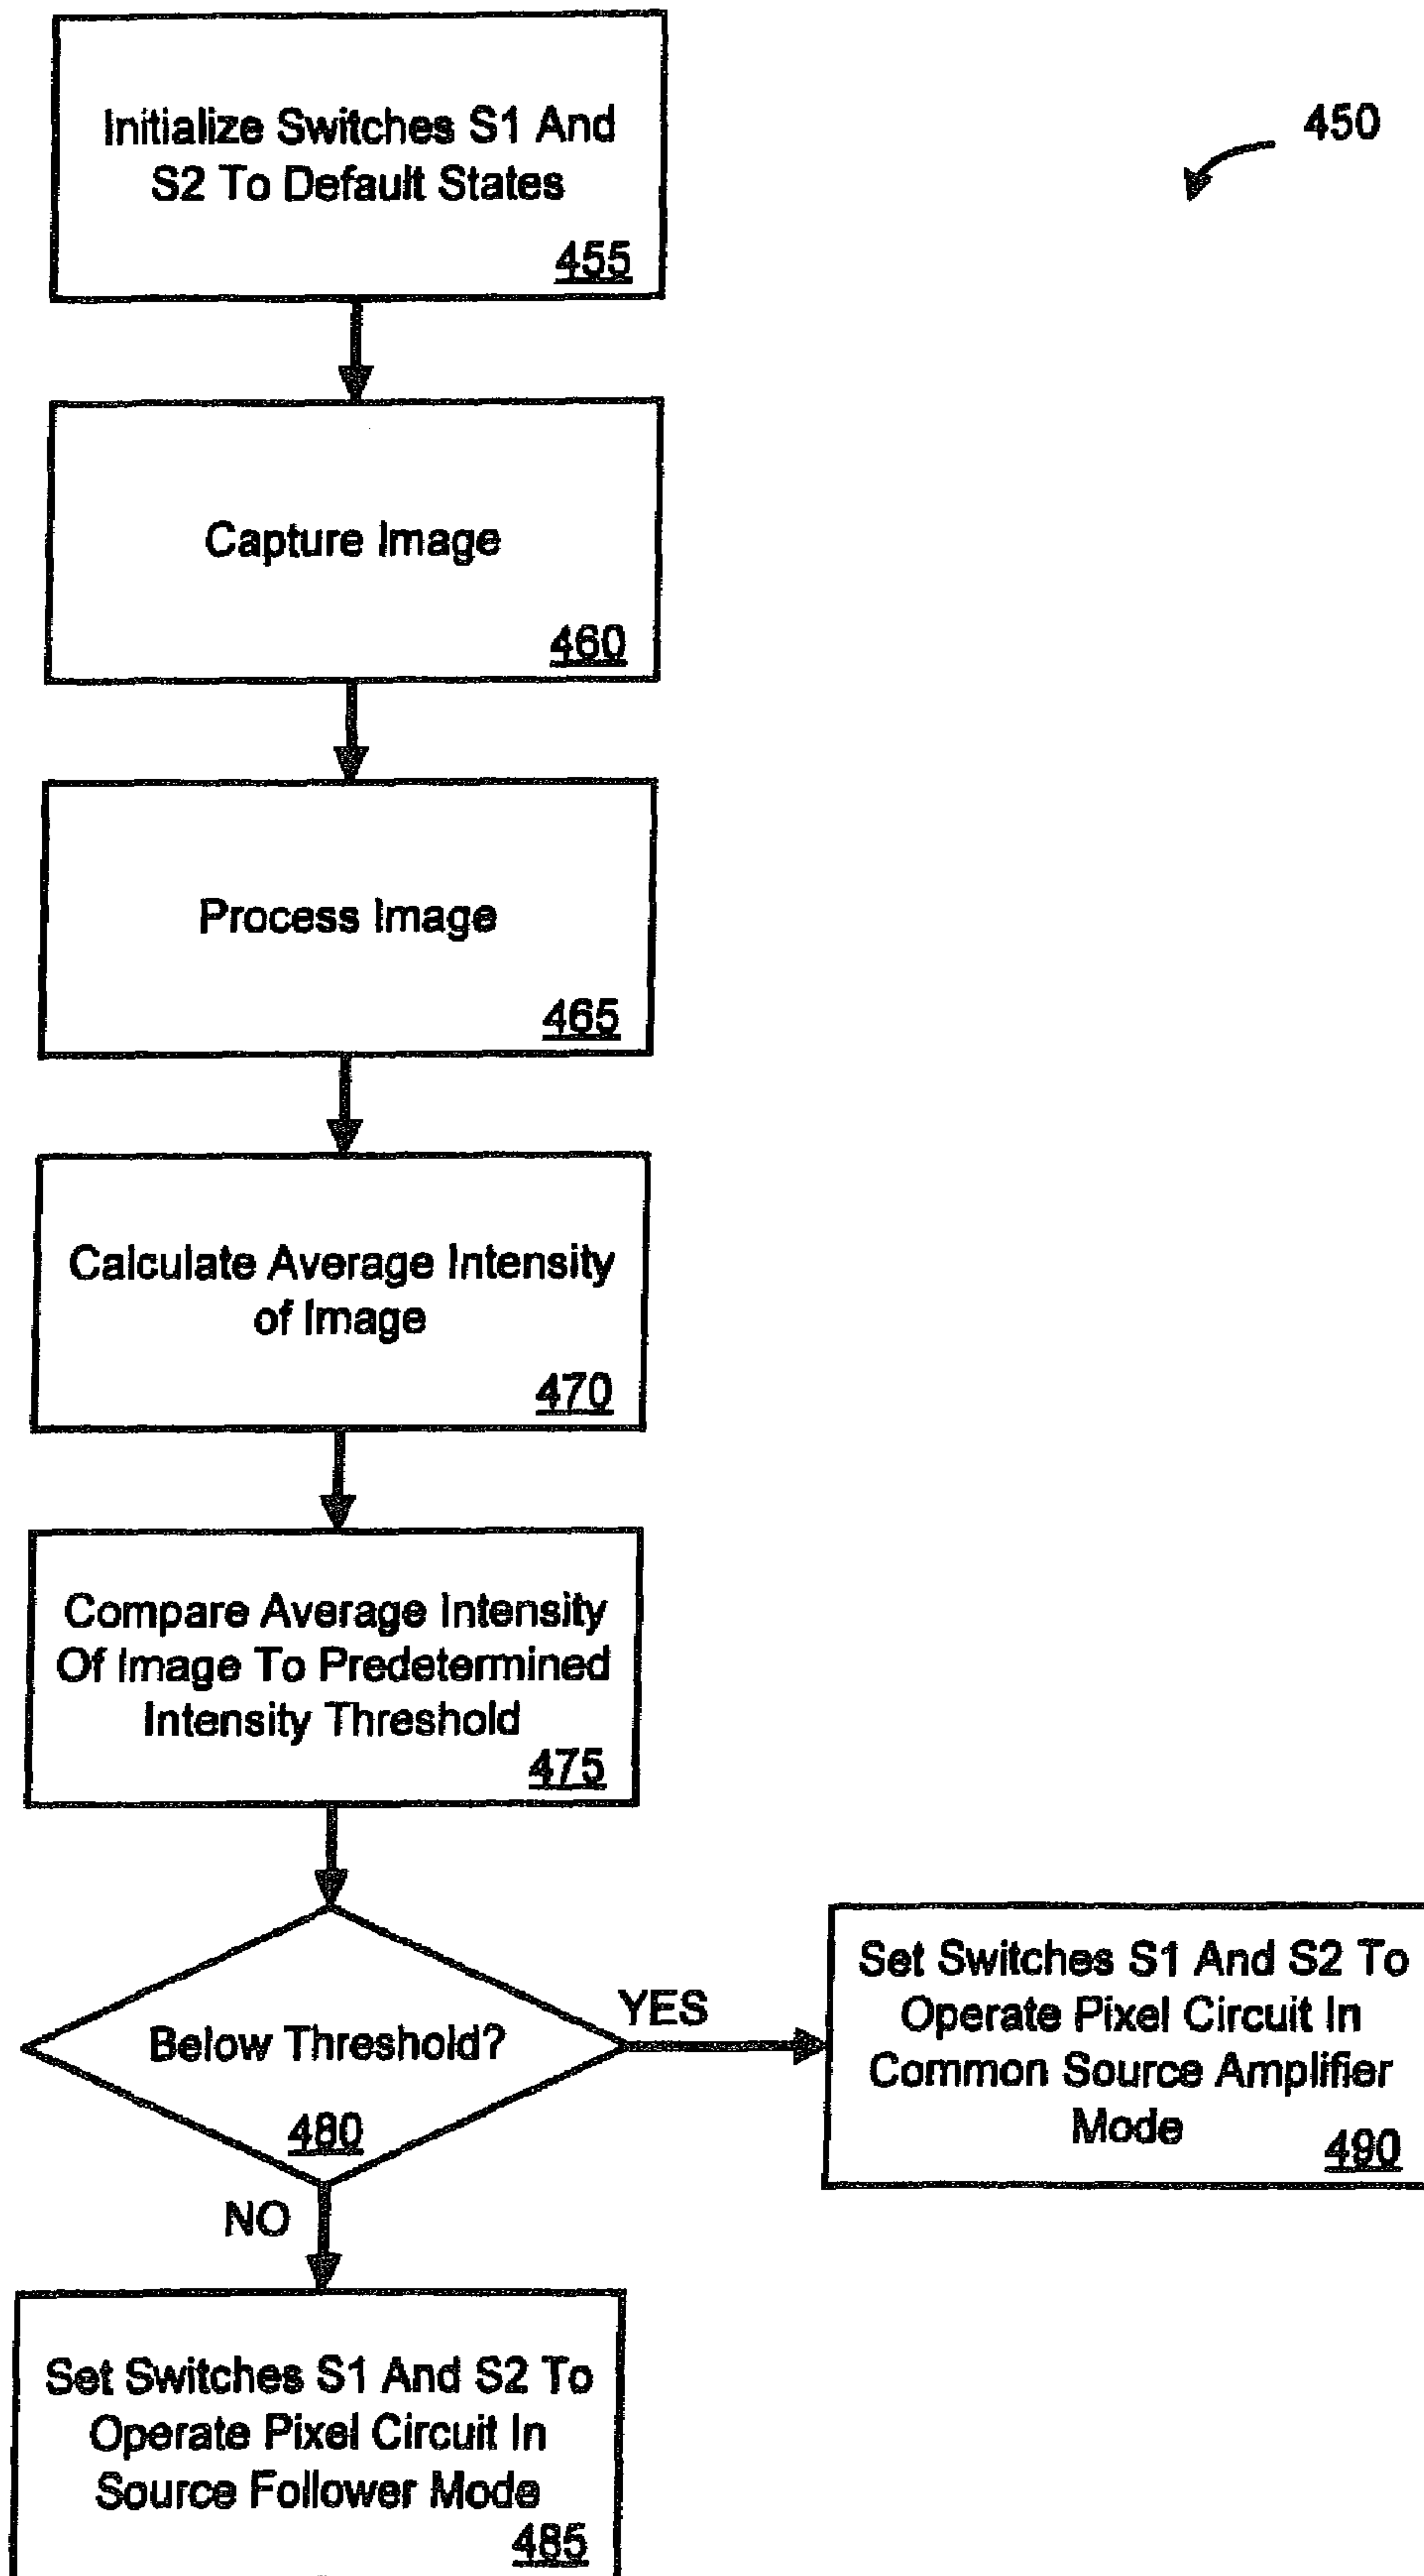 Initialize Switches S1 And
S2 To Default States
455
450
Capture Image
460
Process Image
465
Calculate Average Intensity
of Image
470
Compare Average Intensity
Of Image To Predetermined
Intensity Threshold
475
Below Threshold?
480
YES
Set Switches S1 And S2 To
Operate Pixel Circuit In
Common Source Amplifier
Mode
490
NO
Set Switches S1 And S2 To
Operate Pixel Circuit In
Source Follower Mode
485